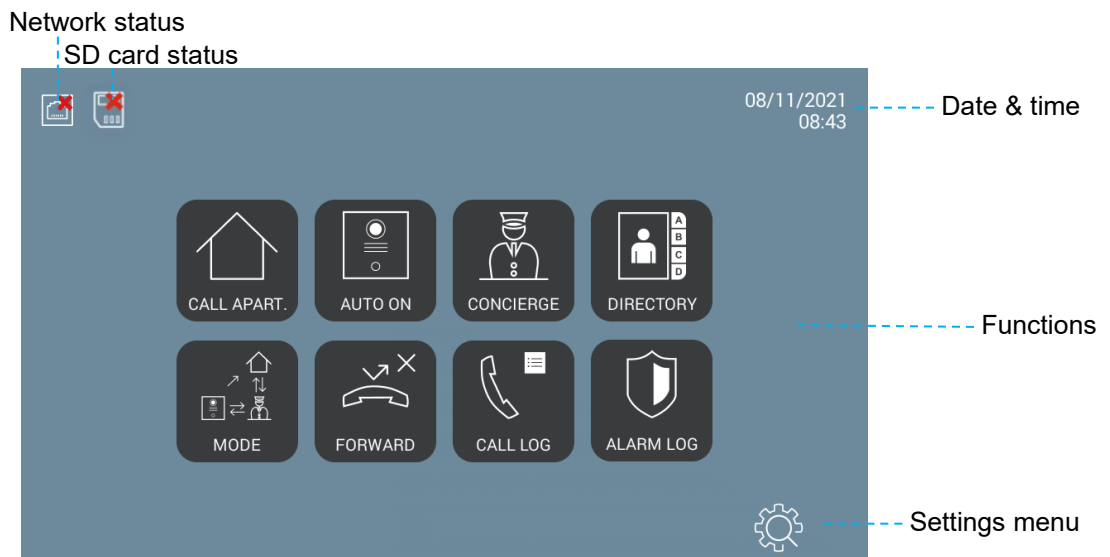 Network status
SD card status
08/11/2021
08:43
Date & time
CALL APART.
AUTO ON
CONCIERGE
DIRECTORY
A
B
C
D
Functions
MODE
FORWARD
CALL LOG
ALARM LOG
Settings menu